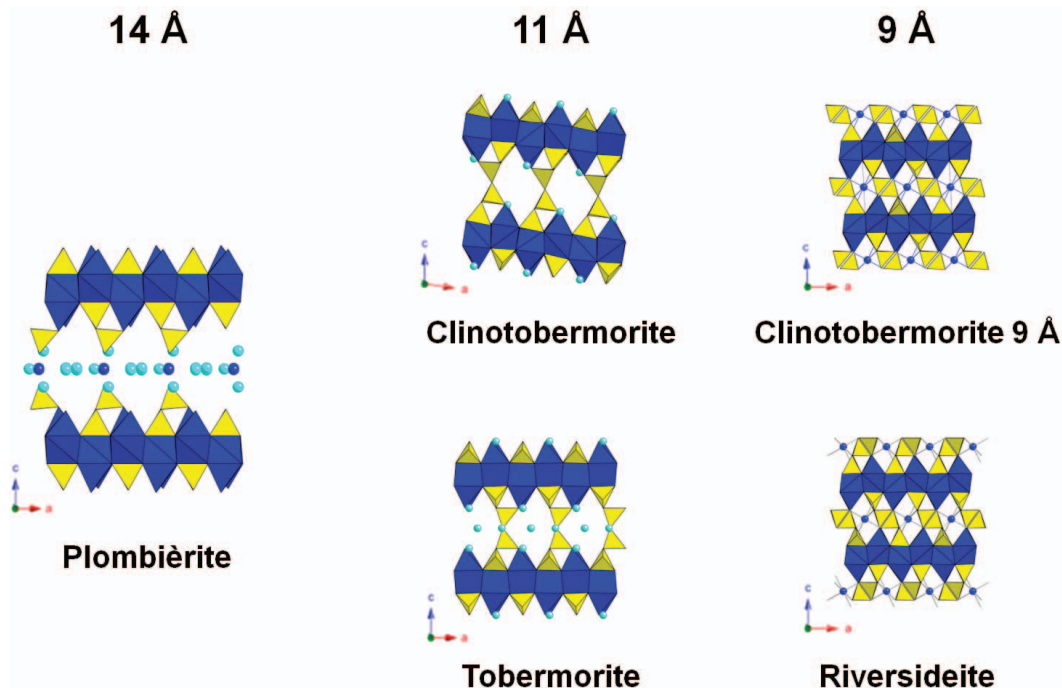 14 Å
11 Å
9 Å
c
a
Clinotobermorite
c
a
Clinotobermorite 9 Å
c
a
Plombièrite
c
a
Tobermorite
c
a
Riversideite